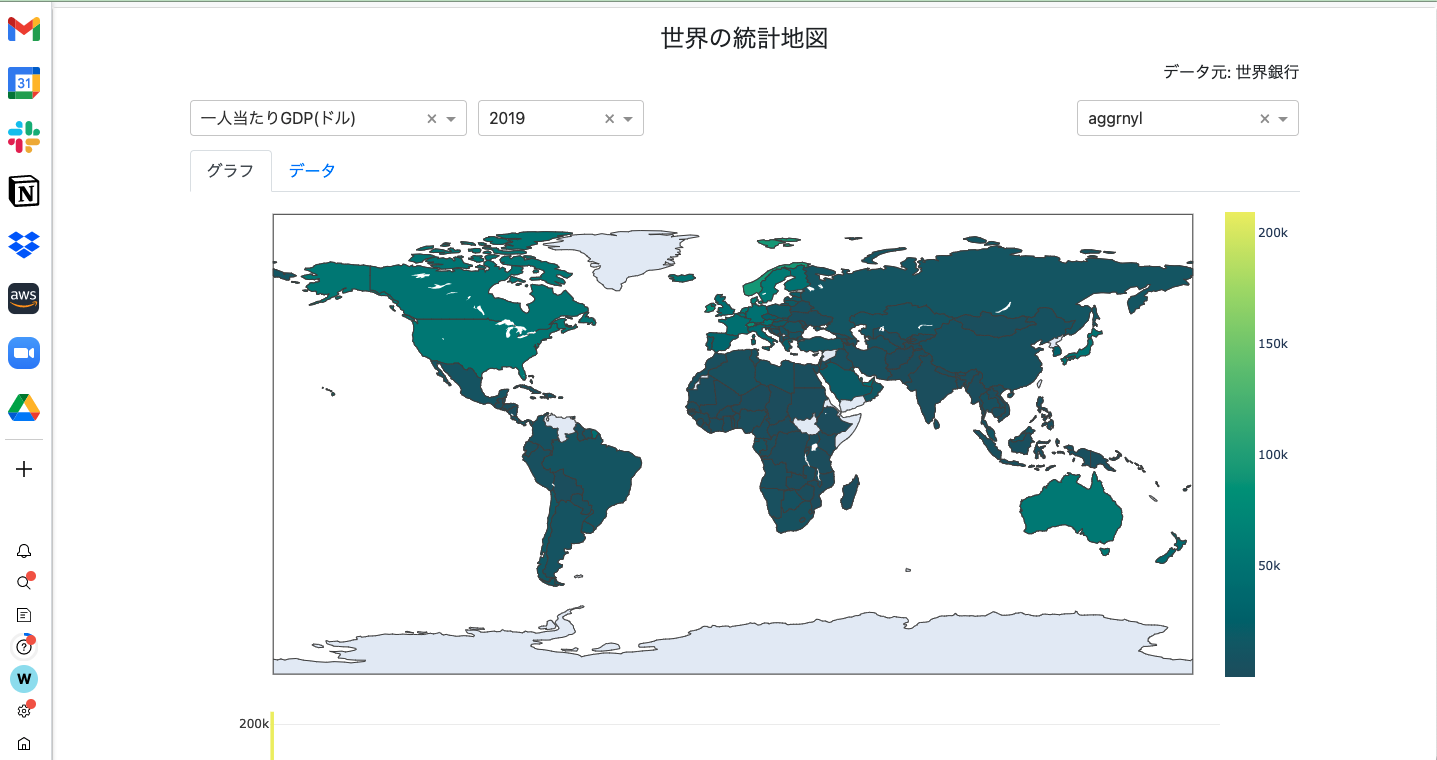 世界の統計地図
データ元: 世界銀行
一人当たりGDP(ドル)
2019
aggrnyl
グラフ
データ
200k
150k
100k
50k
200k
31
N
aws
?
W